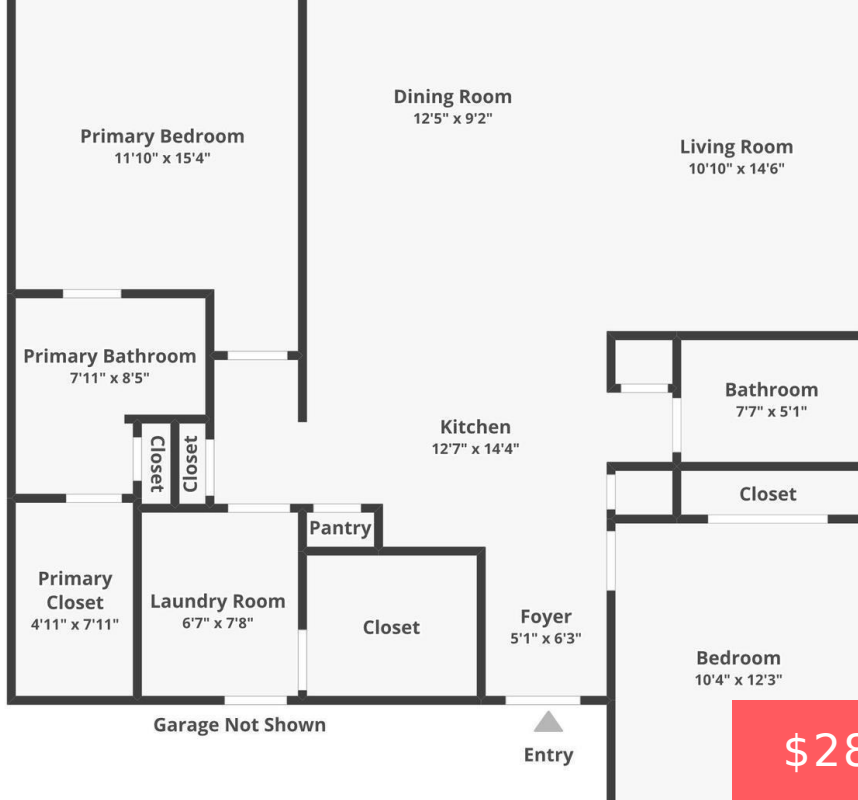 Dining Room
12'5" x 9'2"
Primary Bedroom
11'10" x 15'4"
Living Room
10'10" x 14'6"
Primary Bathroom
7'11" x 8'5"
Bathroom
7'7" x 5'1"
Kitchen
12'7" x 14'4"
Closet
Closet
Closet
Pantry
Primary
Closet
4'11" x 7'11"
Laundry Room
6'7" x 7'8"
Closet
Foyer
5'1" x 6'3"
Bedroom
10'4" x 12'3"
Garage Not Shown
Entry
$28